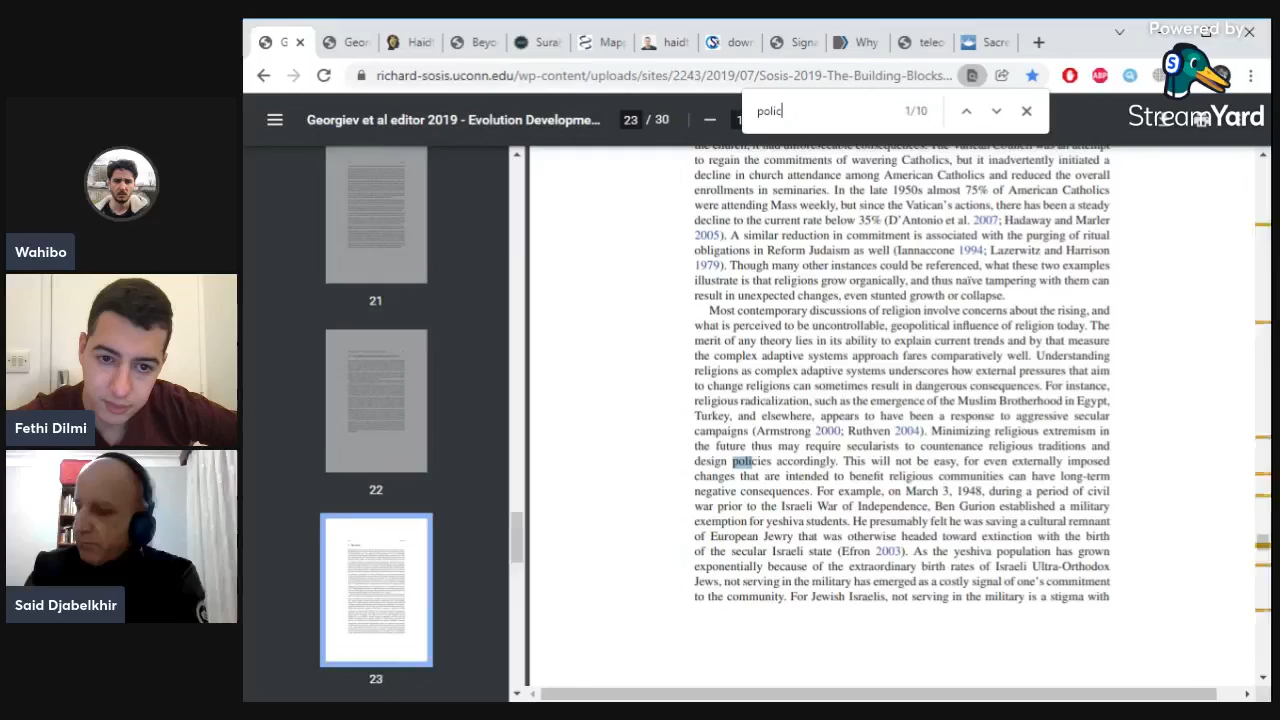 Powered by
StreamYard
G
Geor
Haid
Beyo
Sura
Mapp
haidt
down
Signa
Why
teleo
Sacre
richard-sosis.uconn.edu/wp-content/uploads/sites/2243/2019/07/Sosis-2019-The-Building-Blocks...
ABP
polic
1/10
Georgiev et al editor 2019 - Evolution Developme...
23 / 30
21
22
23
Wahibo
Fethi Dilmi
Said Djabelkhir
to regain the commitments of wavering Catholics, but it inadvertently initiated a
decline in church attendance among American Catholics and reduced the overall
enrollments in seminaries. In the late 1950s almost 75% of American Catholics
were attending Mass weekly, but since the Vatican's actions, there has been a steady
decline to the current rate below 35% (D'Antonio et al. 2007; Hadaway and Marler
2005). A similar reduction in commitment is associated with the purging of ritual
obligations in Reform Judaism as well (Iannaccone 1994; Lazerwitz and Harrison
1979). Though many other instances could be referenced, what these two examples
illustrate is that religions grow organically, and thus naïve tampering with them can
result in unexpected changes, even stunted growth or collapse.
Most contemporary discussions of religion involve concerns about the rising, and
what is perceived to be uncontrollable, geopolitical influence of religion today. The
merit of any theory lies in its ability to explain current trends and by that measure
the complex adaptive systems approach fares comparatively well. Understanding
religions as complex adaptive systems underscores how external pressures that aim
to change religions can sometimes result in dangerous consequences. For instance,
religious radicalization, such as the emergence of the Muslim Brotherhood in Egypt,
Turkey, and elsewhere, appears to have been a response to aggressive secular
campaigns (Armstrong 2000; Ruthven 2004). Minimizing religious extremism in
the future thus may require secularists to countenance religious traditions and
design policies accordingly. This will not be easy, for even externally imposed
changes that are intended to benefit religious communities can have long-term
negative consequences. For example, on March 3, 1948, during a period of civil
war prior to the Israeli War of Independence, Ben Gurion established a military
exemption for yeshiva students. He presumably felt he was saving a cultural remnant
of European Jewry that was otherwise headed toward extinction with the birth
of the secular Israeli state (Efron 2003). As the yeshiva population has grown
exponentially because of the extraordinary birth rates of Israeli Ultra-Orthodox
Jews, not serving in the military has emerged as a costly signal of one's commitment
to the community. For Jewish Israelis, not serving in the military is a stigma with